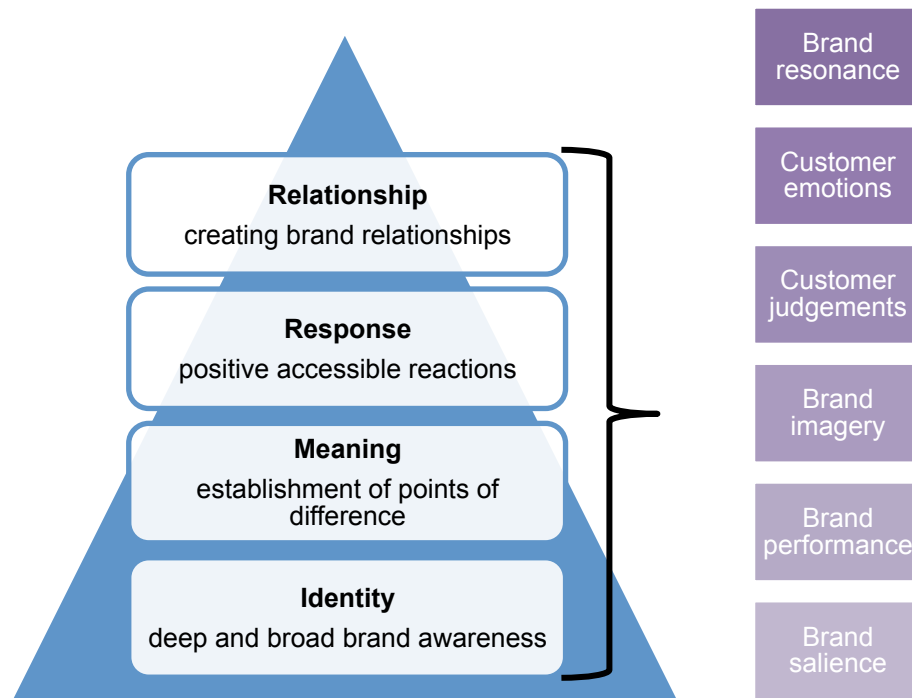 Relationship
creating brand relationships
Response
positive accessible reactions
Meaning
establishment of points of
difference
Identity
deep and broad brand awareness
Brand
resonance
Customer
emotions
Customer
judgements
Brand
imagery
Brand
performance
Brand
salience